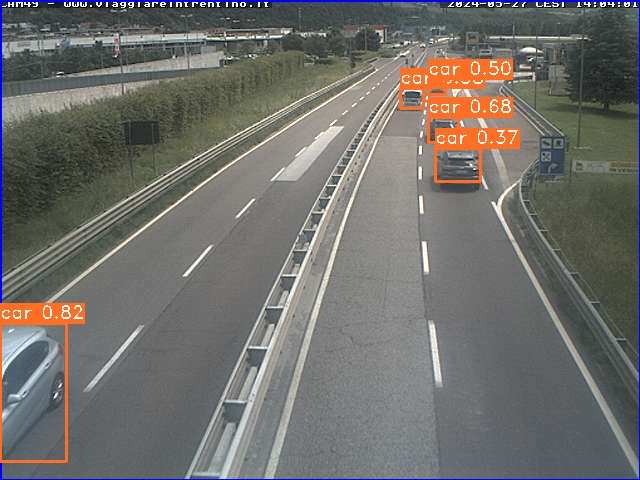 CAM49 - WWW.ViaggiareinTrentino.it
2024-05-27 CEST 14:04:01
car 0.50
car
car 0.68
car 0.37
car 0.82